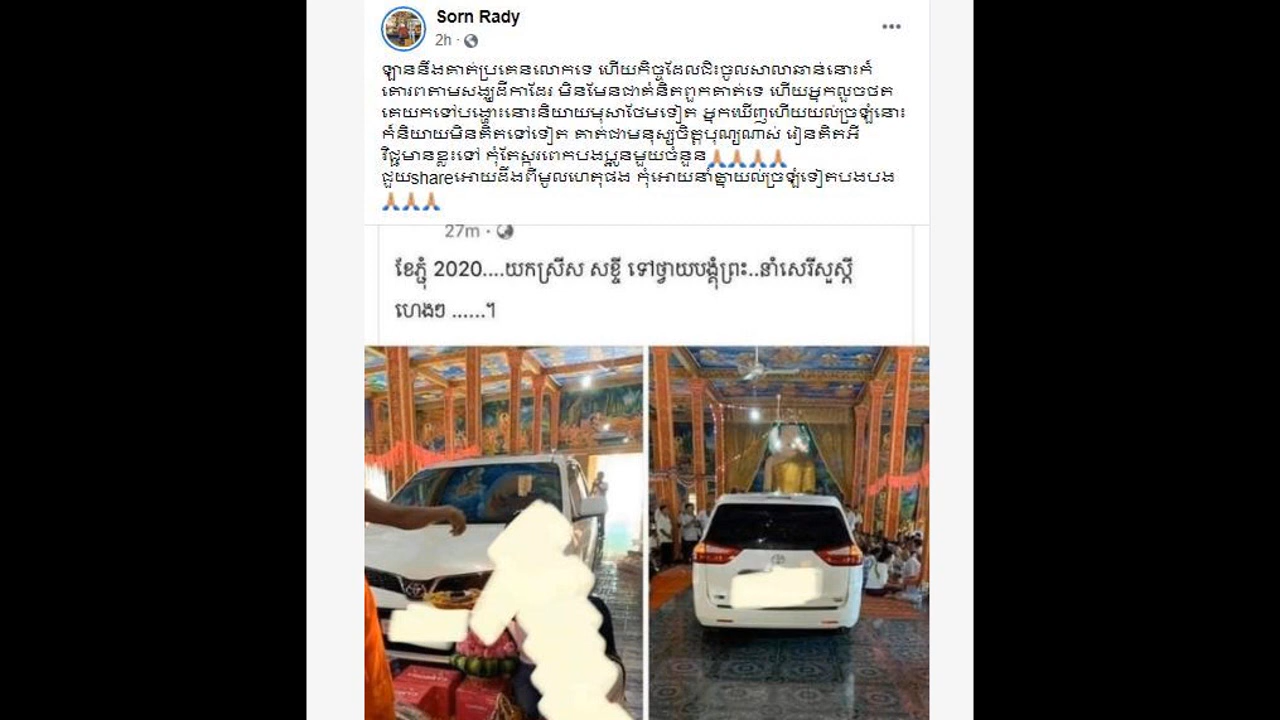 Sorn Rady
2h
ឡាននឹងគាត់ប្រគេនលោកទេ ហើយកិច្ចដែលជិះចូលសាលាឆាន់នោះក៏
គោរពតាមសង្ឃដីកាដែរ មិនមែនជាគំនិតពួកគាត់ទេ ហើយអ្នកលួចថត
គេយកទៅបង្ហោះនោះនិយាយមុសាថែមទៀត អ្នកឃើញហើយយល់ច្រឡំនោះ
ក៏និយាយមិនគិតទៅទៀត គាត់ជាមនុស្សចិត្តបុណ្យណាស់ រៀនគិតអី
វិជ្ជមានខ្លះទៅ កុំតែស្ករពេកបងប្អូនមួយចំនួន🙏🙏🙏🙏
ជួយshareអោយដឹងពីមូលហេតុផង កុំអោយនាំគ្នាយល់ច្រឡំទៀតបងបង
🙏🙏🙏
27m
ខែភ្ជុំ 2020....យកស្រីស សខ្ចី ទៅថ្វាយបង្គុំព្រះ..នាំសេរីសួស្តី
ហេងៗ ......។